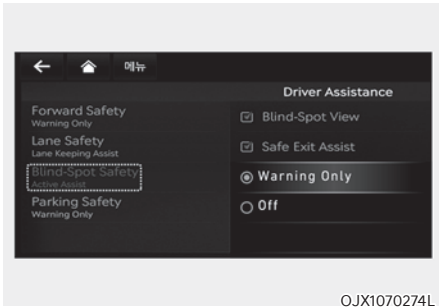 메뉴
Driver Assistance
Forward Safety
Warning Only
Lane Safety
Lane Keeping Assist
Blind-Spot Safety
Active Assist
Parking Safety
Warning Only
Blind-Spot View
Safe Exit Assist
Warning Only
Off
OJX1070274L